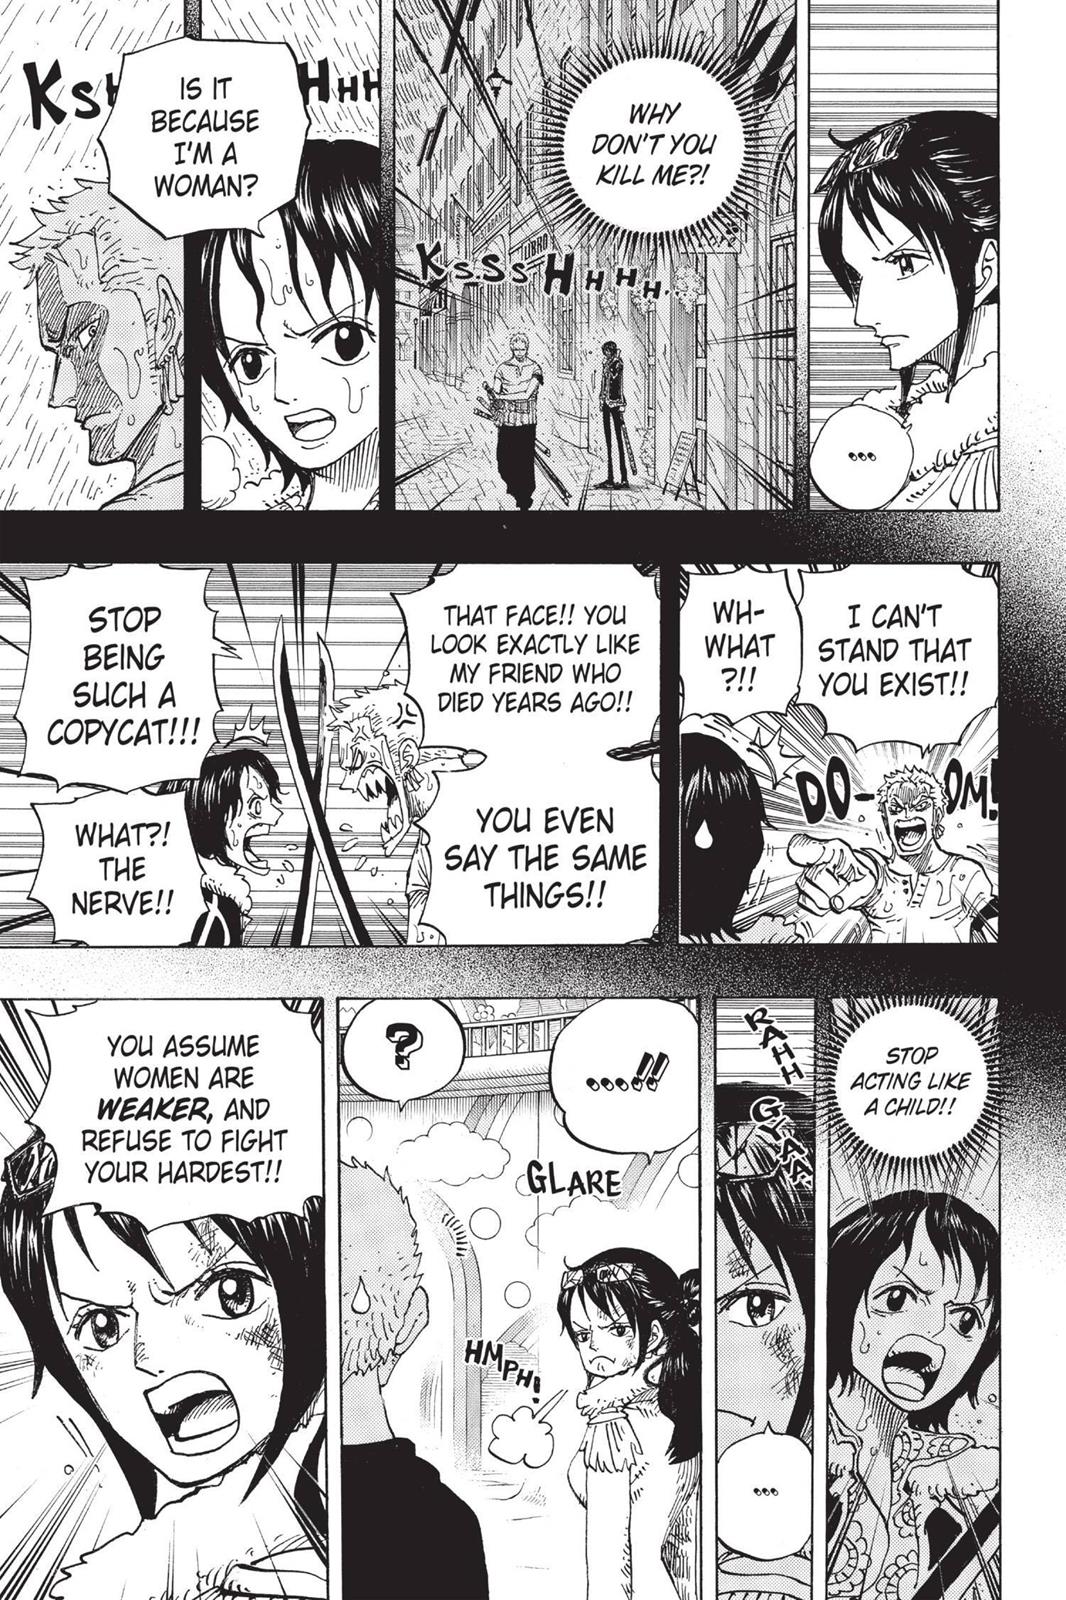 ...
WHY
DON'T YOU
KILL ME?!
KSSSHHHH..
LIBRO
IS IT
BECAUSE
I'M A
WOMAN?
I CAN'T
STAND THAT
YOU EXIST!!
WH-
WHAT
?!!
DO-OM!
THAT FACE!! YOU
LOOK EXACTLY LIKE
MY FRIEND WHO
DIED YEARS AGO!!
YOU EVEN
SAY THE SAME
THINGS!!
STOP
BEING
SUCH A
COPYCAT!!!
WHAT?!
THE
NERVE!!
STOP
ACTING LIKE
A CHILD!!
RAHH
GYAA
...
.....!!
GLARE
HMPH!
?
YOU ASSUME
WOMEN ARE
WEAKER, AND
REFUSE TO FIGHT
YOUR HARDEST!!